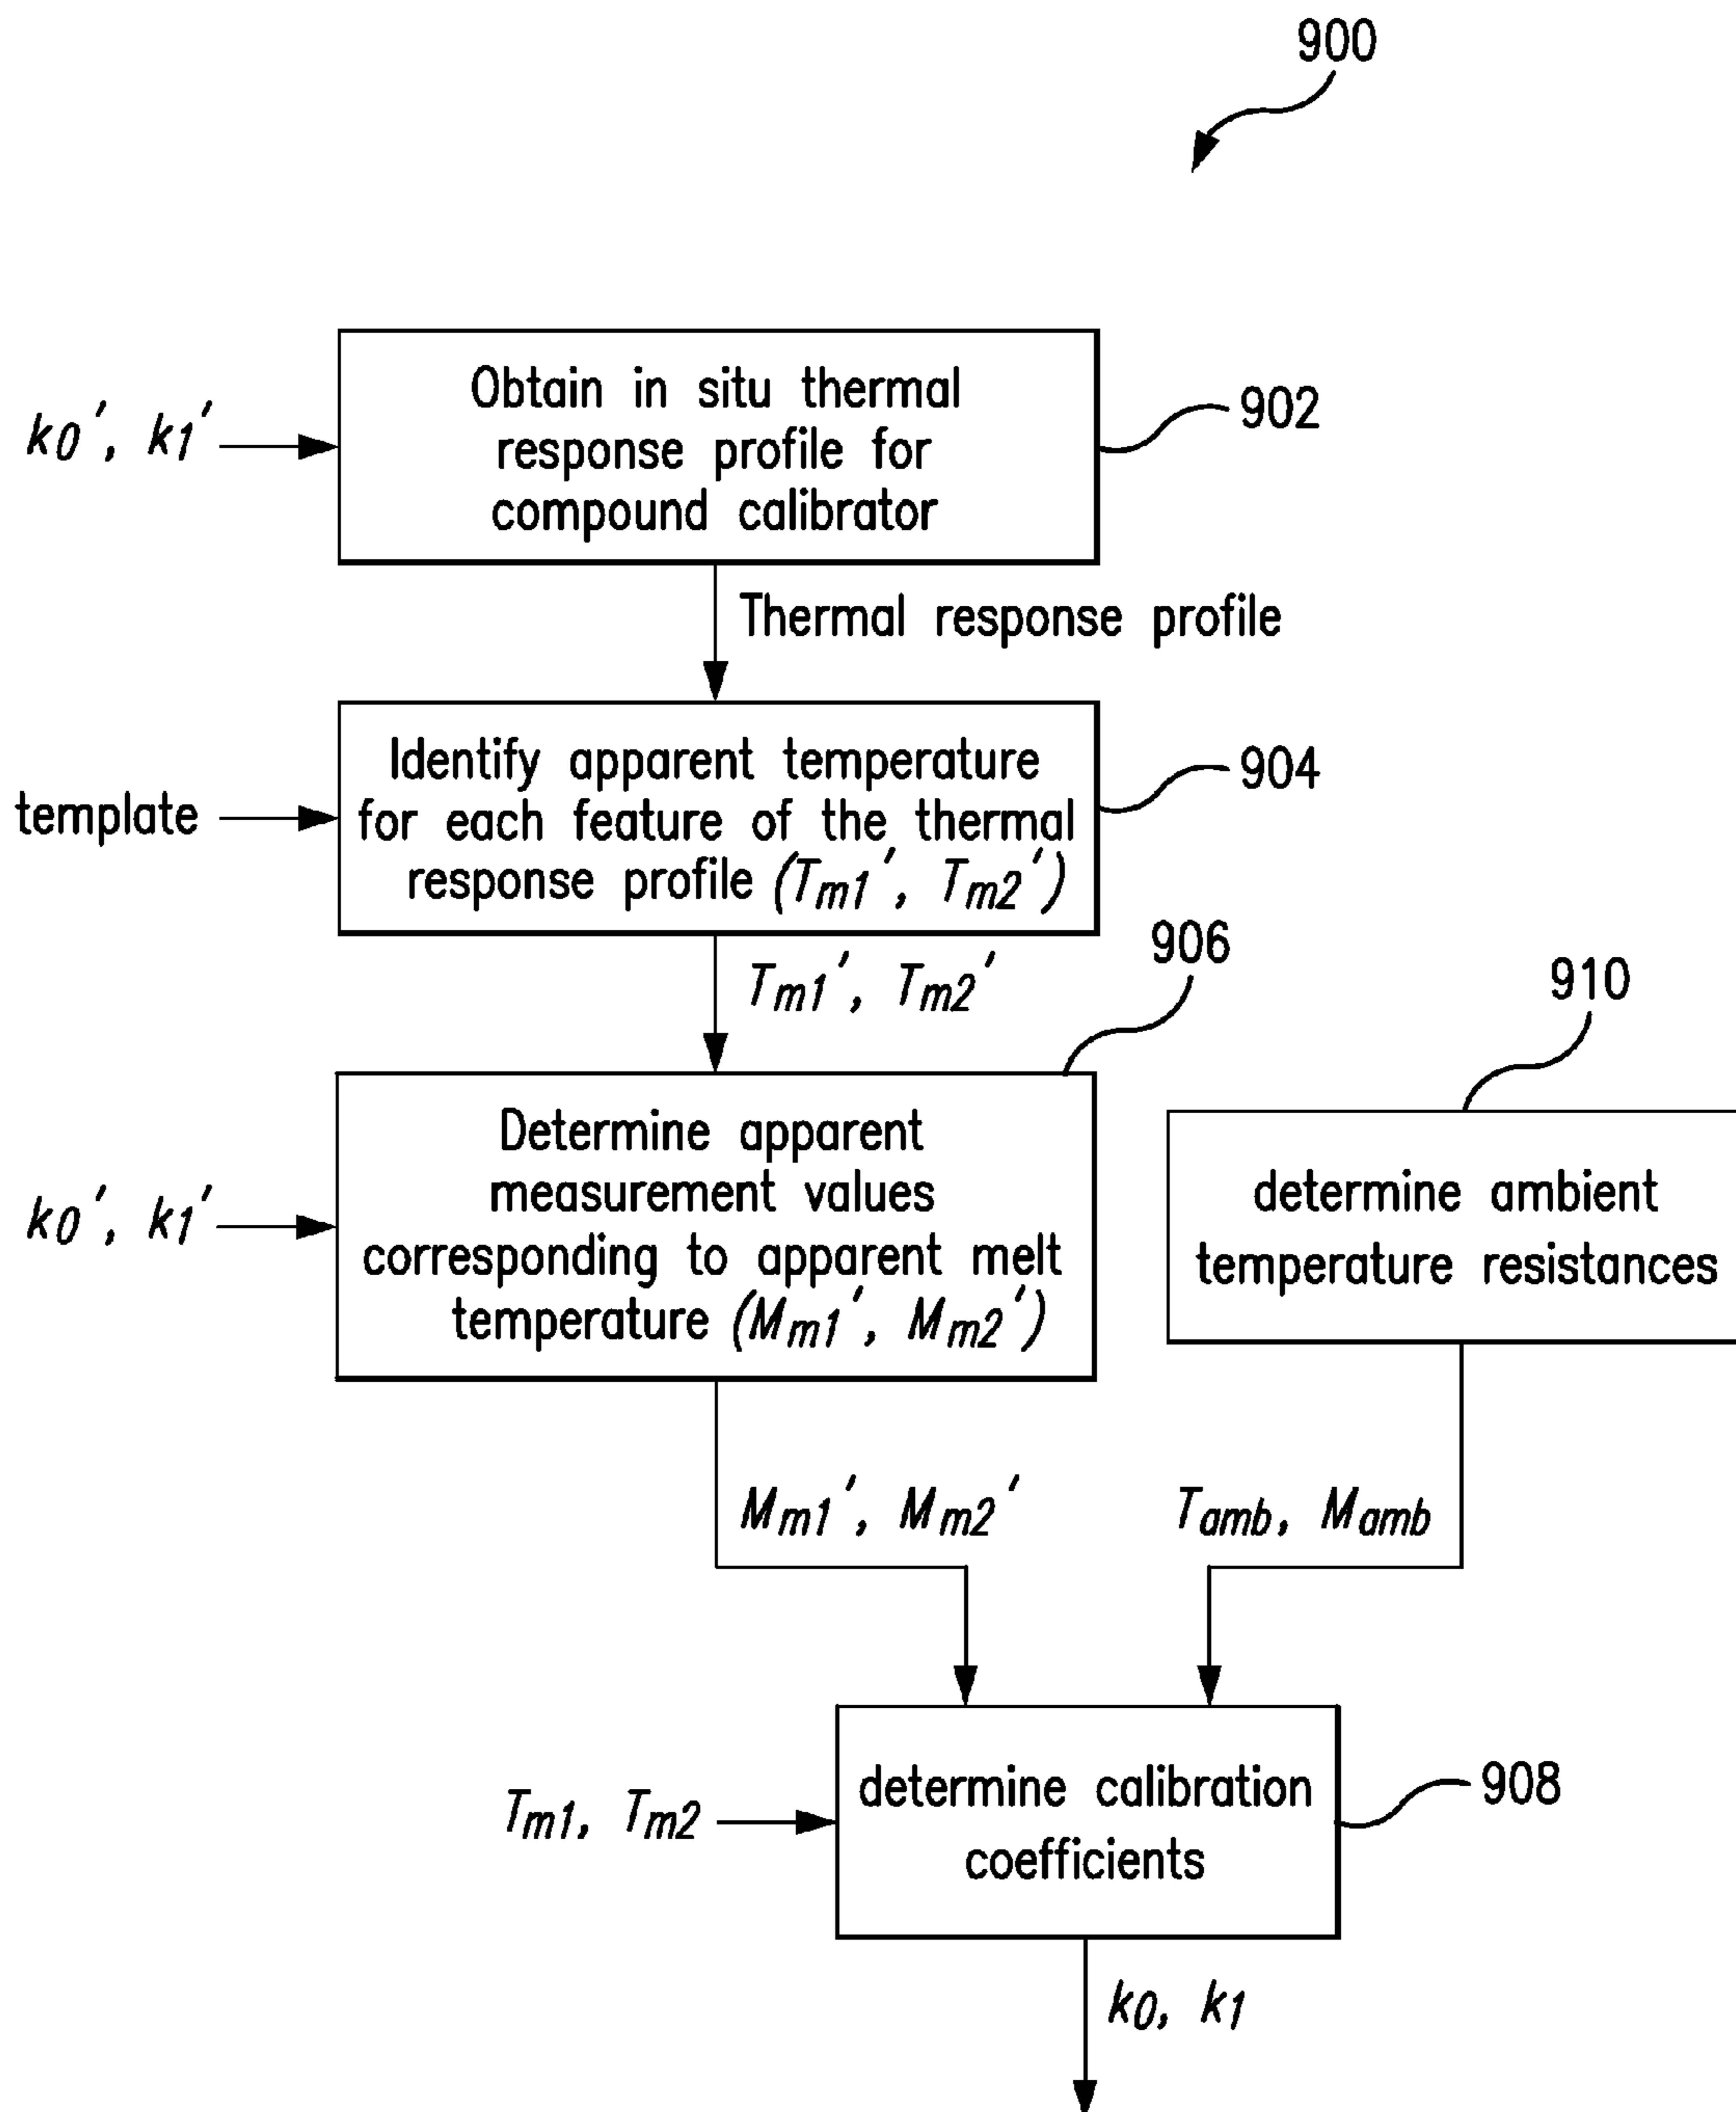 900
Obtain in situ thermal
response profile for
compound calibrator
k0′, k1′
902
Thermal response profile
Identify apparent temperature
for each feature of the thermal
response profile (Tm1′, Tm2′)
template
904
Tm1′, Tm2′
906
910
Determine apparent
measurement values
corresponding to apparent melt
temperature (Mm1′, Mm2′)
k0′, k1′
determine ambient
temperature resistances
Mm1′, Mm2′
Tamb, Mamb
determine calibration
coefficients
Tm1, Tm2
908
k0, k1